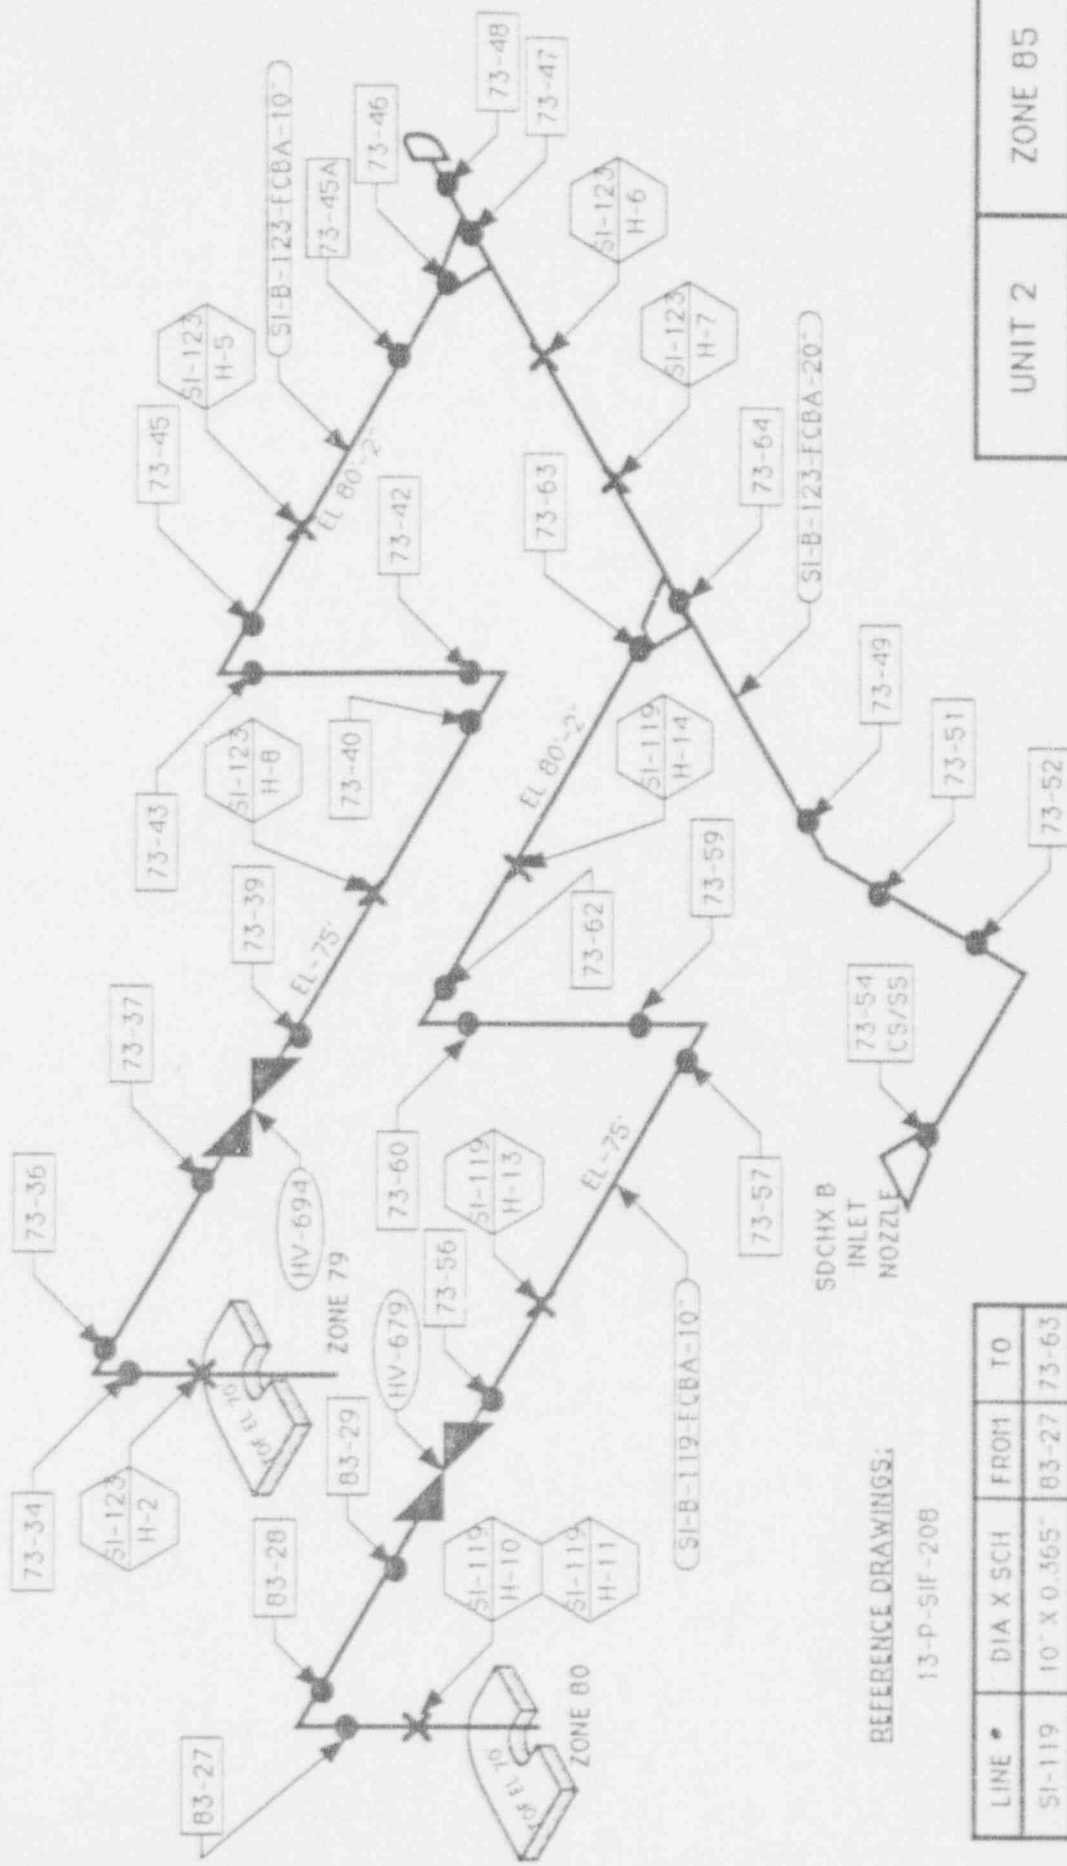 73-34
73-36
73-37
73-39
73-43
73-45
SI-123
H-5
SI-B-123-FCBA-10"
73-45A
73-46
73-48
73-47
SI-123
H-2
TOF EL 70'
ZONE 79
HV-694
EL-75'
SI-123
H-8
73-40
73-42
EL 80'-2"
SI-123
H-6
SI-123
H-7
83-27
83-28
83-29
HV-679
73-56
SI-119
H-13
73-60
73-62
SI-119
H-14
EL 80'-2"
73-63
73-64
SI-B-123-FCBA-20"
SI-119
H-10
SI-119
H-11
TOF EL 70'
ZONE 80
EL-75'
SI-B-119-FCBA-10"
73-57
73-59
73-49
73-51
73-52
73-54
CS/SS
SDCHX B
INLET
NOZZLE
REFERENCE DRAWINGS:
13-P-SIF-208
LINE # DIA X SCH FROM TO
SI-119 10" X 0.365" 83-27 73-63
UNIT 2 ZONE 85